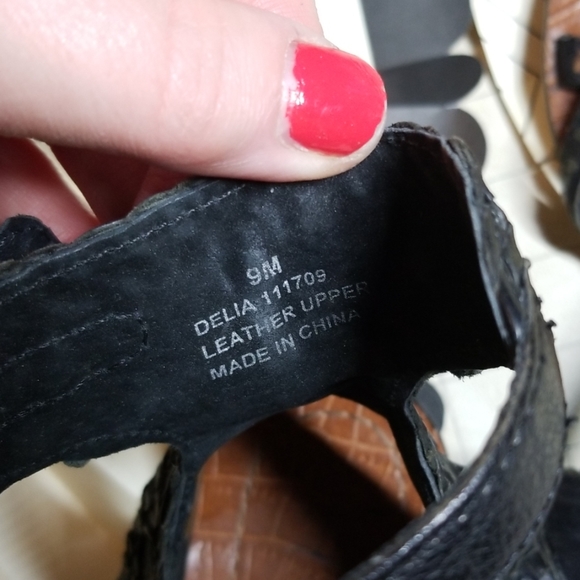 9M
DELIA 111709
LEATHER UPPER
MADE IN CHINA